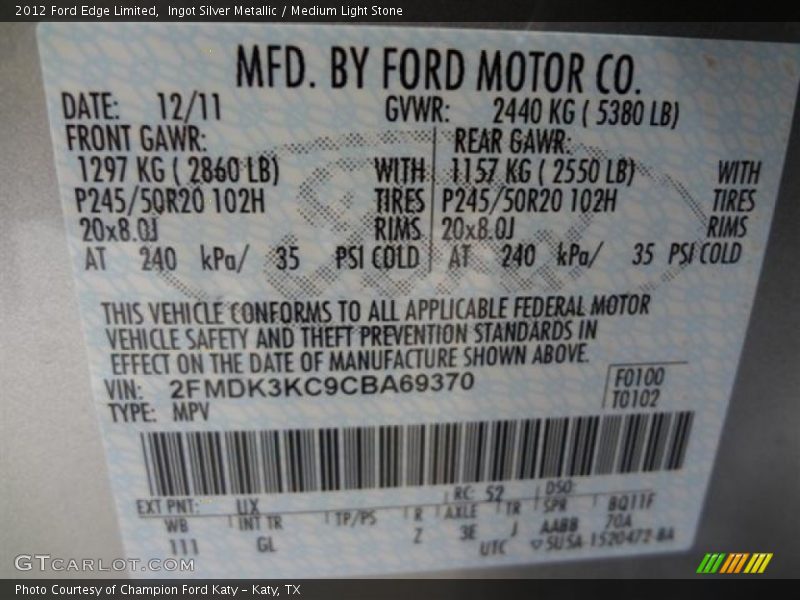 2012 Ford Edge Limited, Ingot Silver Metallic / Medium Light Stone
MFD. BY FORD MOTOR CO.
DATE: 12/11 GVWR: 2440 KG ( 5380 LB)
FRONT GAWR: REAR GAWR:
1297 KG ( 2860 LB) WITH 1157 KG ( 2550 LB) WITH
P245/50R20 102H TIRES P245/50R20 102H TIRES
20x8.0J RIMS 20x8.0J RIMS
AT 240 kPa/ 35 PSI COLD AT 240 kPa/ 35 PSI COLD
THIS VEHICLE CONFORMS TO ALL APPLICABLE FEDERAL MOTOR
VEHICLE SAFETY AND THEFT PREVENTION STANDARDS IN
EFFECT ON THE DATE OF MANUFACTURE SHOWN ABOVE.
VIN: 2FMDK3KC9CBA69370 F0100
TYPE: MPV T0102
RC: 52 DSO:
EXT PNT: UX
WB INT TR TP/PS R AXLE TR SPR BQ11F
111 GL 2 3E J AABB 70A
UTC
GTCARLOT.COM
Photo Courtesy of Champion Ford Katy – Katy, TX